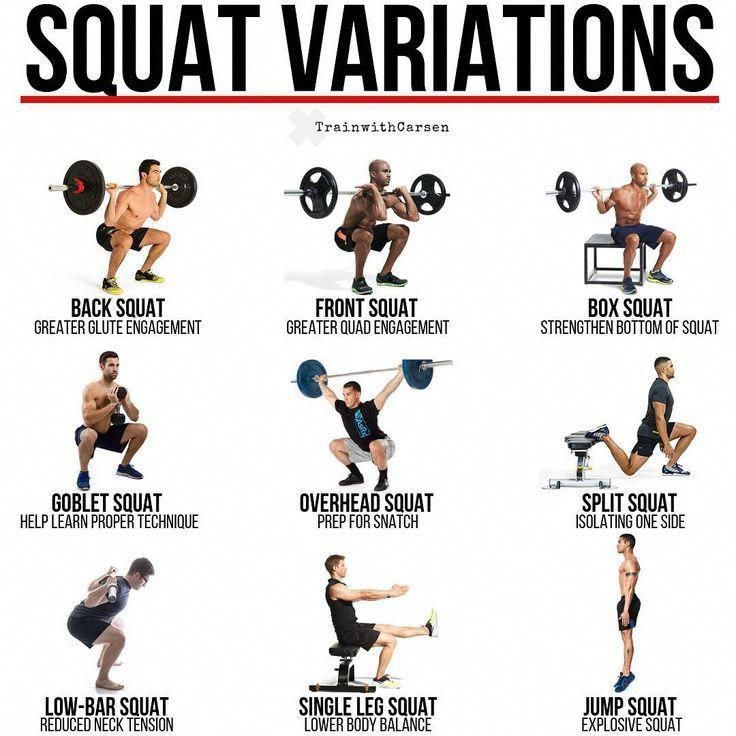 SQUAT VARIATIONS
TrainwithCarsen
BACK SQUAT
GREATER GLUTE ENGAGEMENT
FRONT SQUAT
GREATER QUAD ENGAGEMENT
BOX SQUAT
STRENGTHEN BOTTOM OF SQUAT
GOBLET SQUAT
HELP LEARN PROPER TECHNIQUE
OVERHEAD SQUAT
PREP FOR SNATCH
SPLIT SQUAT
ISOLATING ONE SIDE
LOW-BAR SQUAT
REDUCED NECK TENSION
SINGLE LEG SQUAT
LOWER BODY BALANCE
JUMP SQUAT
EXPLOSIVE SQUAT